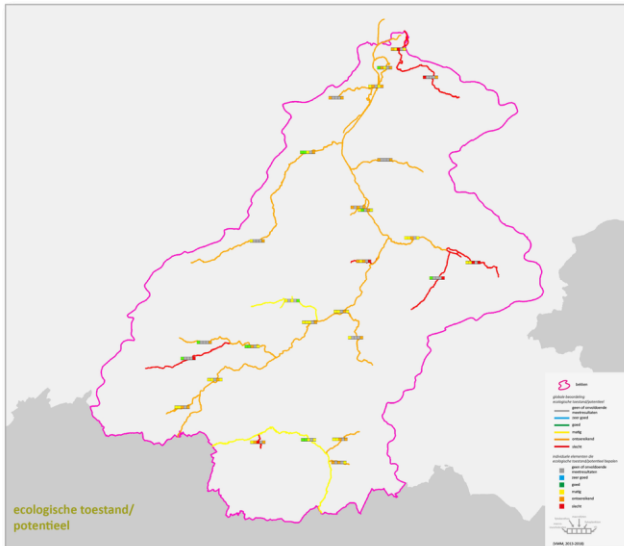 bekken
globale beoordeling
ecologische toestand/potentieel
geen of onvoldoende
meetresultaten
zeer goed
goed
matig
ontoereikend
slecht
individuele elementen die
ecologische toestand/potentieel bepalen
geen of onvoldoende
meetresultaten
zeer goed
goed
matig
ontoereikend
slecht
ecologische toestand/
potentieel